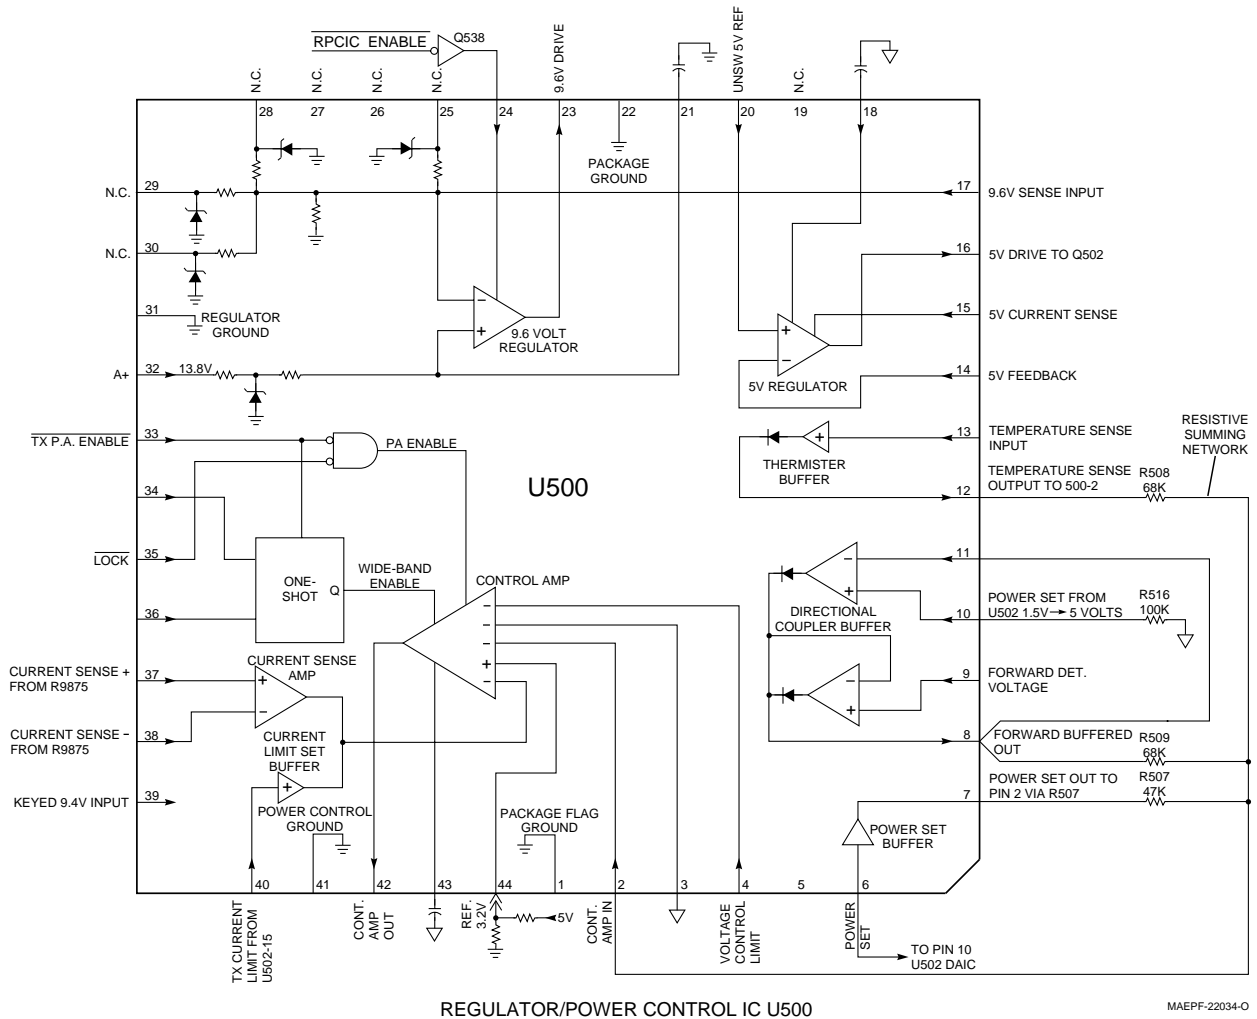 RPCIC ENABLE
Q538
N.C.
N.C.
N.C.
N.C.
9.6V DRIVE
UNSW 5V REF
N.C.
28
27
26
25
24
23
22
21
20
19
18
PACKAGE
GROUND
N.C.
29
17
9.6V SENSE INPUT
N.C.
30
16
5V DRIVE TO Q502
31
REGULATOR
GROUND
−
+
9.6 VOLT
REGULATOR
+
−
5V REGULATOR
15
5V CURRENT SENSE
A+
32
13.8V
14
5V FEEDBACK
TX P.A. ENABLE
33
PA ENABLE
+
THERMISTER
BUFFER
13
TEMPERATURE SENSE
INPUT
RESISTIVE
SUMMING
NETWORK
34
U500
12
TEMPERATURE SENSE
OUTPUT TO 500-2
R508
68K
LOCK
35
ONE-
SHOT
Q
WIDE-BAND
ENABLE
CONTROL AMP
−
−
−
+
−
−
+
11
DIRECTIONAL
COUPLER BUFFER
10
POWER SET FROM
U502 1.5V → 5 VOLTS
R516
100K
36
CURRENT SENSE +
FROM R9875
37
CURRENT SENSE
AMP
+
−
−
+
9
FORWARD DET.
VOLTAGE
CURRENT SENSE −
FROM R9875
38
CURRENT
LIMIT SET
BUFFER
+
8
FORWARD BUFFERED
OUT
R509
68K
KEYED 9.4V INPUT
39
POWER CONTROL
GROUND
PACKAGE FLAG
GROUND
7
POWER SET OUT TO
PIN 2 VIA R507
R507
47K
POWER SET
BUFFER
40
41
42
43
44
1
2
3
4
5
6
TX CURRENT
LIMIT FROM
U502-15
CONT.
AMP
OUT
REF.
3.2V
5V
CONT.
AMP IN
VOLTAGE
CONTROL
LIMIT
POWER
SET
TO PIN 10
U502 DAIC
REGULATOR/POWER CONTROL IC U500
MAEPF-22034-O